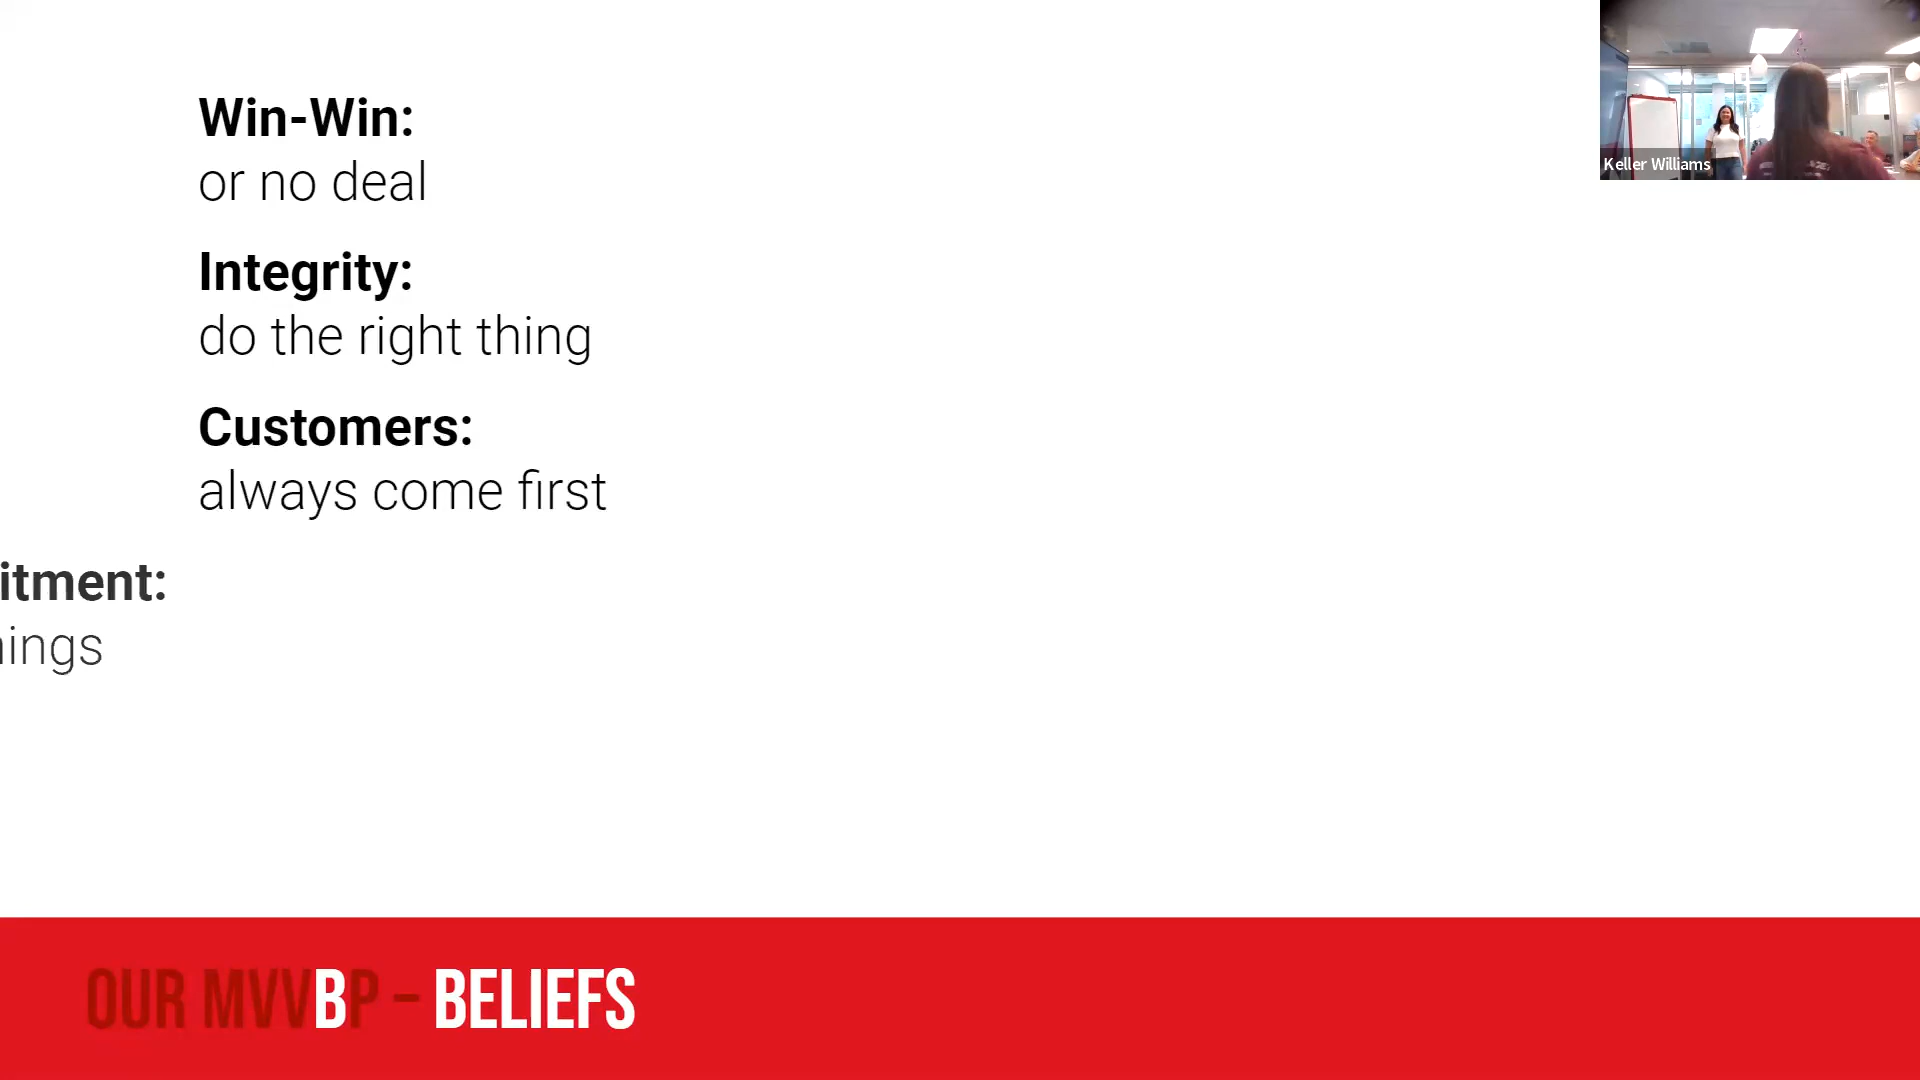 Win-Win:
or no deal
Integrity:
do the right thing
Customers:
always come first
itment:
ings
OUR MVVBP – BELIEFS
Keller Williams